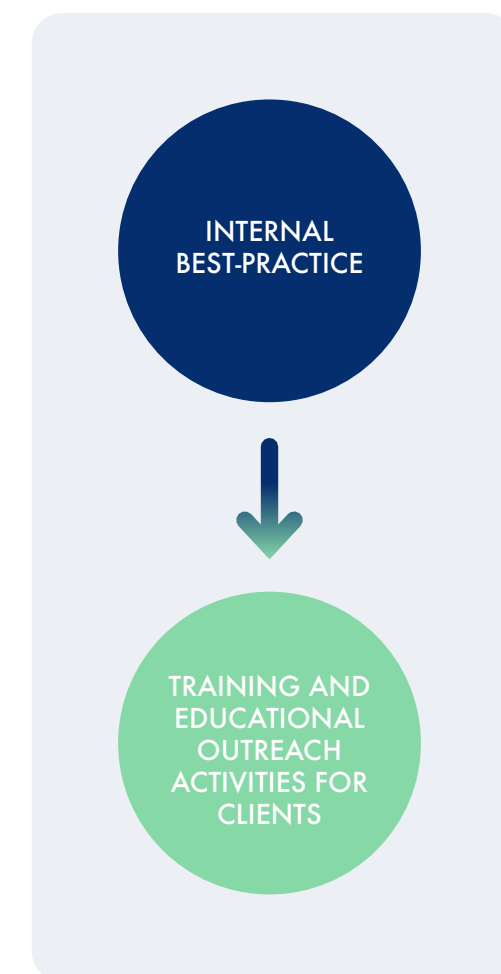 INTERNAL
BEST-PRACTICE
TRAINING AND
EDUCATIONAL
OUTREACH
ACTIVITIES FOR
CLIENTS